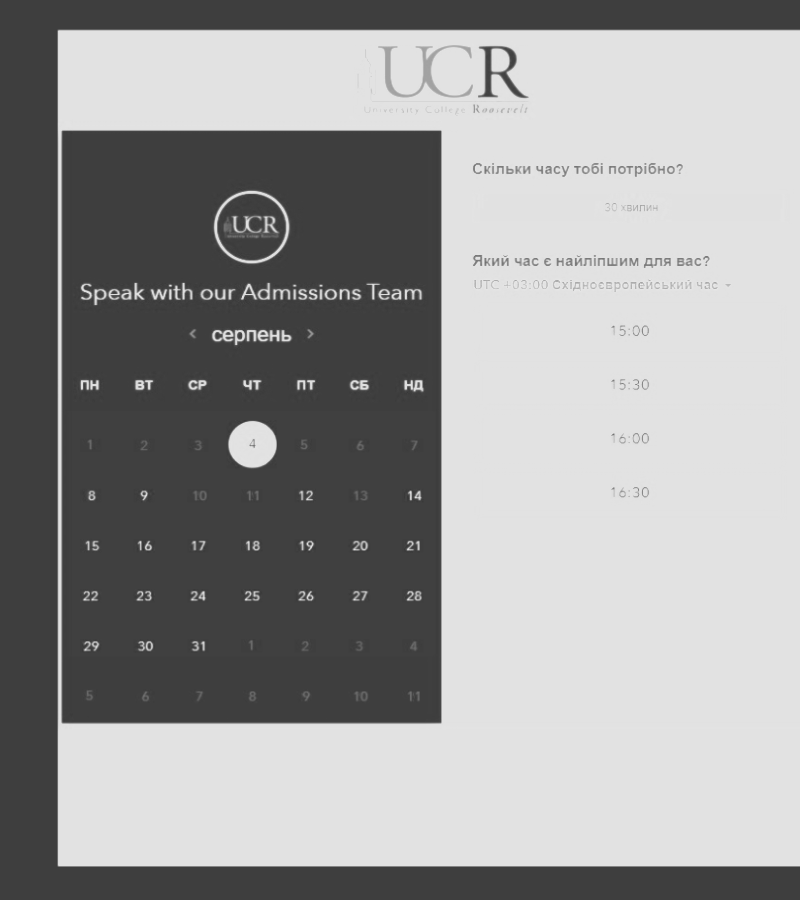 UCR
University College Roosevelt
UCR
Speak with our Admissions Team
< серпень >
ПН ВТ СР ЧТ ПТ СБ НД
1 2 3 4 5 6 7
8 9 10 11 12 13 14
15 16 17 18 19 20 21
22 23 24 25 26 27 28
29 30 31 1 2 3 4
5 6 7 8 9 10 11
Скільки часу тобі потрібно?
30 хвилин
Який час є найліпшим для вас?
UTC +03:00 Східноєвропейський час
15:00
15:30
16:00
16:30